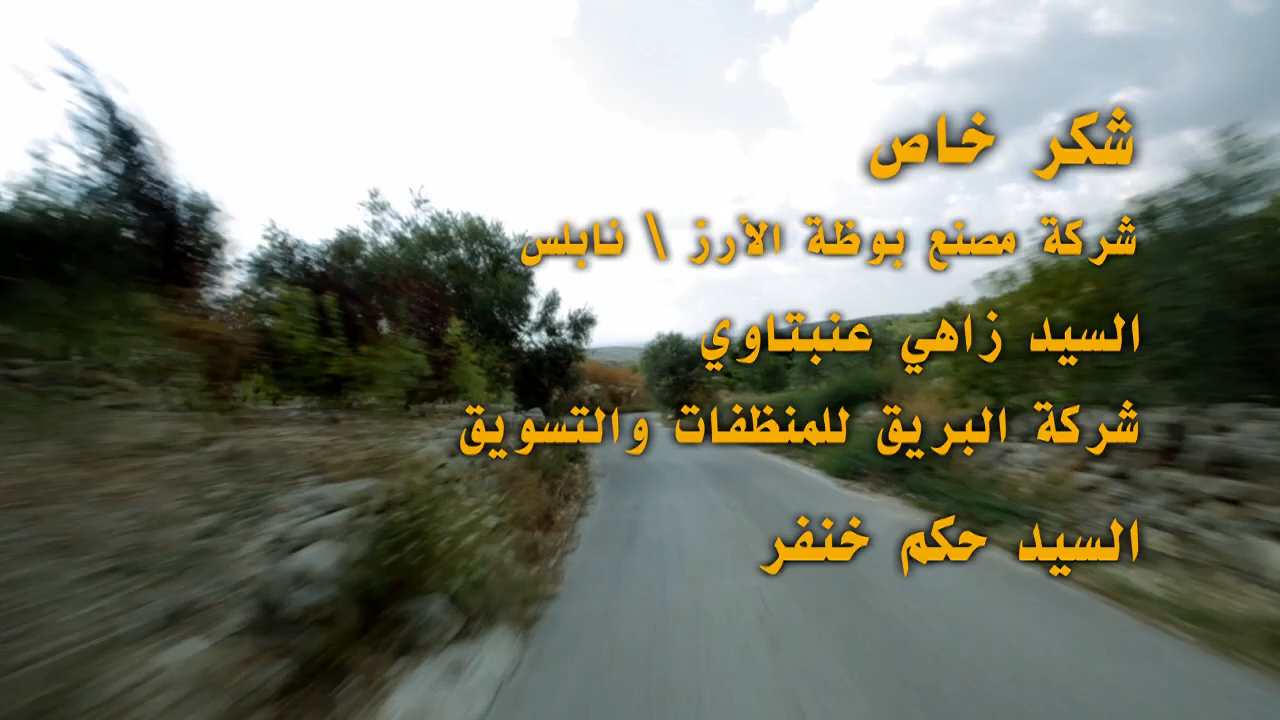 شكر خاص
شركة مصنع بوظة الأرز \ نابلس
السيد زاهي عنبتاوي
شركة البريق للمنظفات والتسويق
السيد حكم خنفر